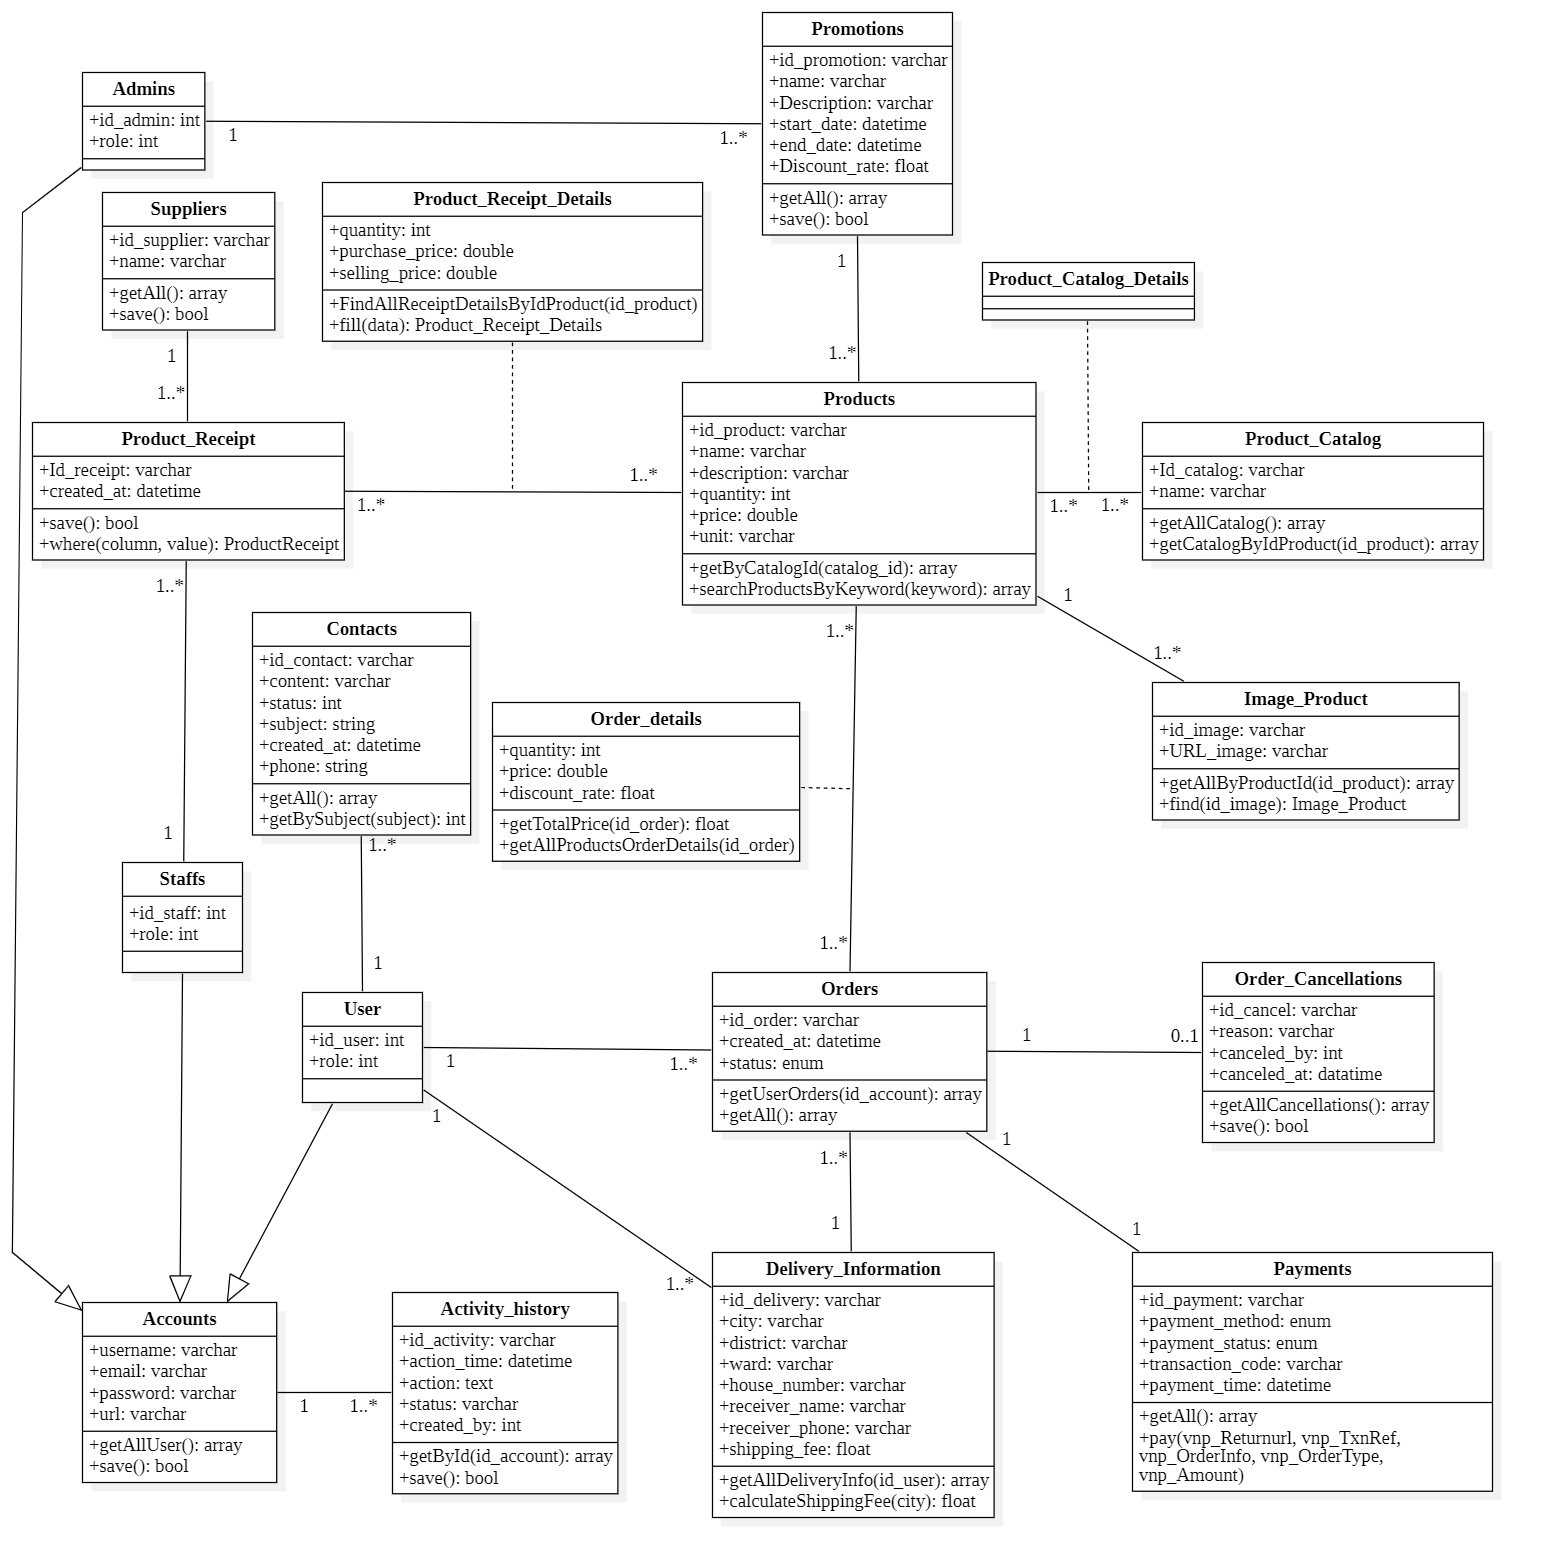 Promotions
+id_promotion: varchar
+name: varchar
+Description: varchar
+start_date: datetime
+end_date: datetime
+Discount_rate: float
+getAll(): array
+save(): bool
Admins
+id_admin: int
+role: int
1
1..*
Suppliers
+id_supplier: varchar
+name: varchar
+getAll(): array
+save(): bool
Product_Receipt_Details
+quantity: int
+purchase_price: double
+selling_price: double
+FindAllReceiptDetailsByIdProduct(id_product)
+fill(data): Product_Receipt_Details
1
1..*
Product_Catalog_Details
1
1..*
Product_Receipt
+Id_receipt: varchar
+created_at: datetime
+save(): bool
+where(column, value): ProductReceipt
1..*
1..*
Products
+id_product: varchar
+name: varchar
+description: varchar
+quantity: int
+price: double
+unit: varchar
+getByCatalogId(catalog_id): array
+searchProductsByKeyword(keyword): array
1..*
1..*
Product_Catalog
+Id_catalog: varchar
+name: varchar
+getAllCatalog(): array
+getCatalogByIdProduct(id_product): array
1..*
1
1
1..*
Image_Product
+id_image: varchar
+URL_image: varchar
+getAllByProductId(id_product): array
+find(id_image): Image_Product
Contacts
+id_contact: varchar
+content: varchar
+status: int
+subject: string
+created_at: datetime
+phone: string
+getAll(): array
+getBySubject(subject): int
Order_details
+quantity: int
+price: double
+discount_rate: float
+getTotalPrice(id_order): float
+getAllProductsOrderDetails(id_order)
1..*
1..*
Staffs
+id_staff: int
+role: int
1..*
1
User
+id_user: int
+role: int
1
1..*
Orders
+id_order: varchar
+created_at: datetime
+status: enum
+getUserOrders(id_account): array
+getAll(): array
1
0..1
Order_Cancellations
+id_cancel: varchar
+reason: varchar
+canceled_by: int
+canceled_at: datatime
+getAllCancellations(): array
+save(): bool
1
1..*
1..*
1
1
1
Accounts
+username: varchar
+email: varchar
+password: varchar
+url: varchar
+getAllUser(): array
+save(): bool
1
1..*
Activity_history
+id_activity: varchar
+action_time: datetime
+action: text
+status: varchar
+created_by: int
+getById(id_account): array
+save(): bool
Delivery_Information
+id_delivery: varchar
+city: varchar
+district: varchar
+ward: varchar
+house_number: varchar
+receiver_name: varchar
+receiver_phone: varchar
+shipping_fee: float
+getAllDeliveryInfo(id_user): array
+calculateShippingFee(city): float
Payments
+id_payment: varchar
+payment_method: enum
+payment_status: enum
+transaction_code: varchar
+payment_time: datetime
+getAll(): array
+pay(vnp_Returnurl, vnp_TxnRef,
vnp_OrderInfo, vnp_OrderType,
vnp_Amount)